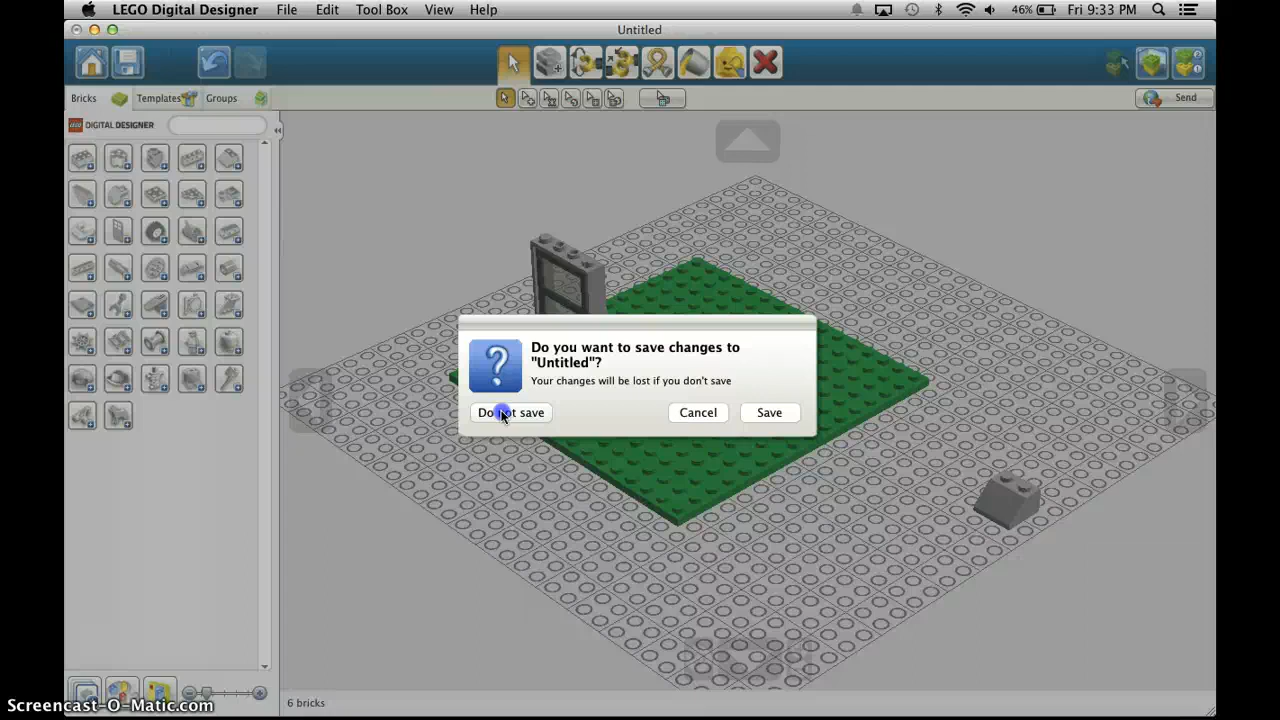 LEGO Digital Designer File Edit Tool Box View Help 46% Fri 9:33 PM
Untitled
Bricks Templates Groups Send
LEGO DIGITAL DESIGNER
Do you want to save changes to
"Untitled"?
Your changes will be lost if you don't save
Do not save Cancel Save
6 bricks
Screencast-O-Matic.com